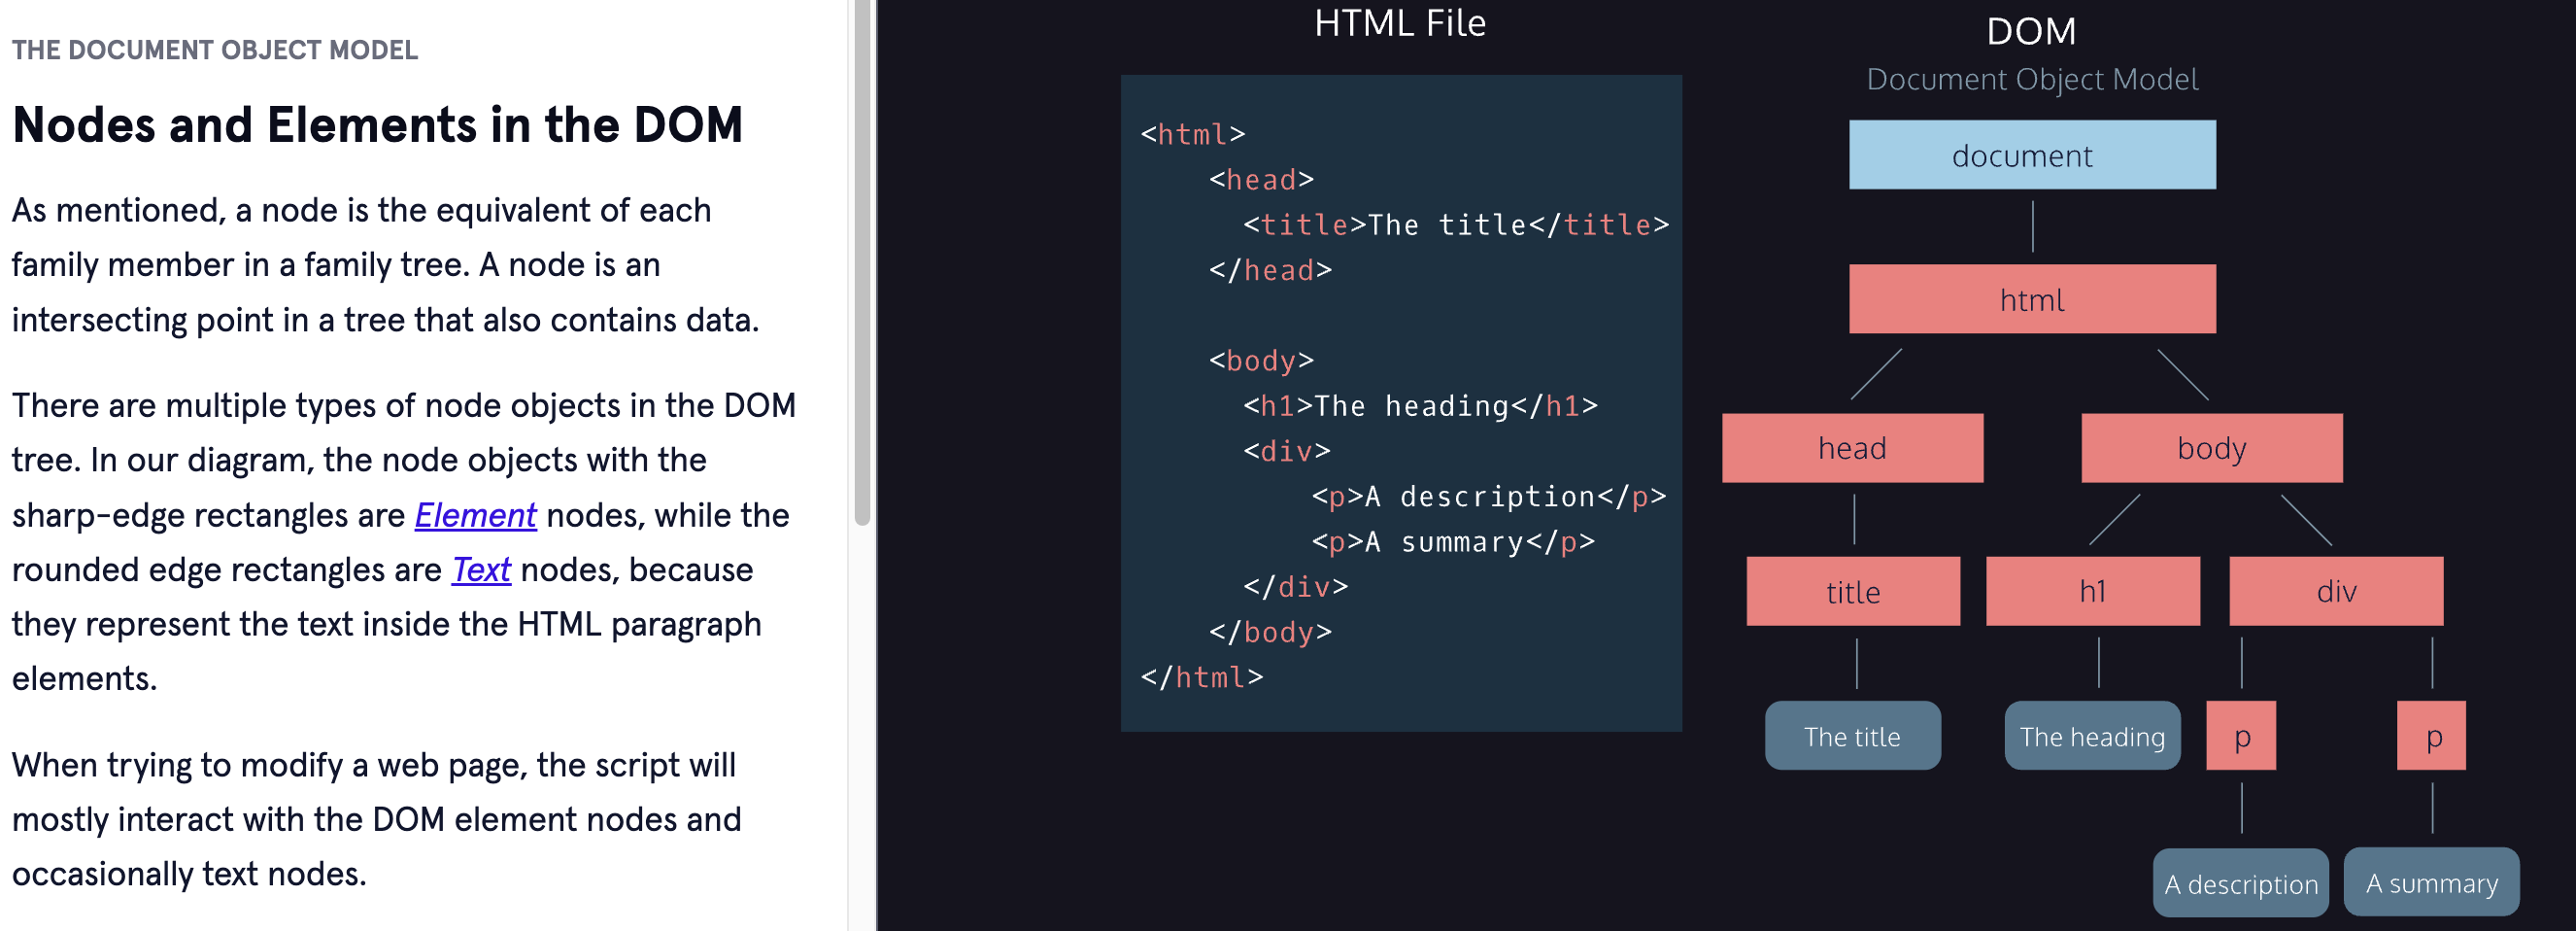 THE DOCUMENT OBJECT MODEL
Nodes and Elements in the DOM
As mentioned, a node is the equivalent of each
family member in a family tree. A node is an
intersecting point in a tree that also contains data.
There are multiple types of node objects in the DOM
tree. In our diagram, the node objects with the
sharp-edge rectangles are Element nodes, while the
rounded edge rectangles are Text nodes, because
they represent the text inside the HTML paragraph
elements.
When trying to modify a web page, the script will
mostly interact with the DOM element nodes and
occasionally text nodes.
HTML File
<html>
<head>
<title>The title</title>
</head>
<body>
<h1>The heading</h1>
<div>
<p>A description</p>
<p>A summary</p>
</div>
</body>
</html>
DOM
Document Object Model
document
html
head
body
title
h1
div
The title
The heading
p
p
A description
A summary